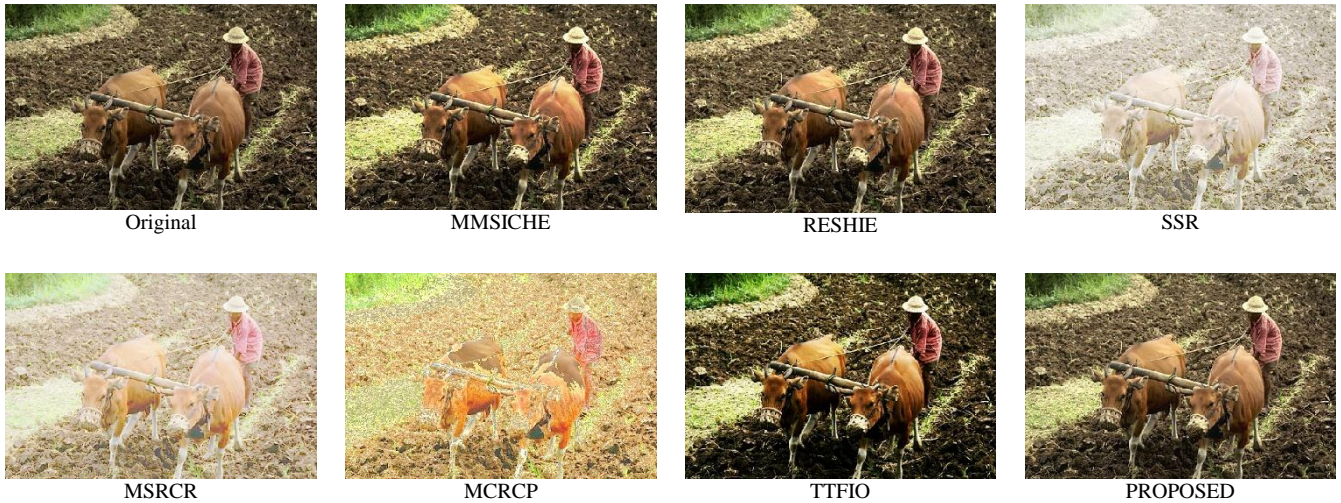 Original
MMSICHE
RESHIE
SSR
MSRCR
MCRCP
TTFIO
PROPOSED